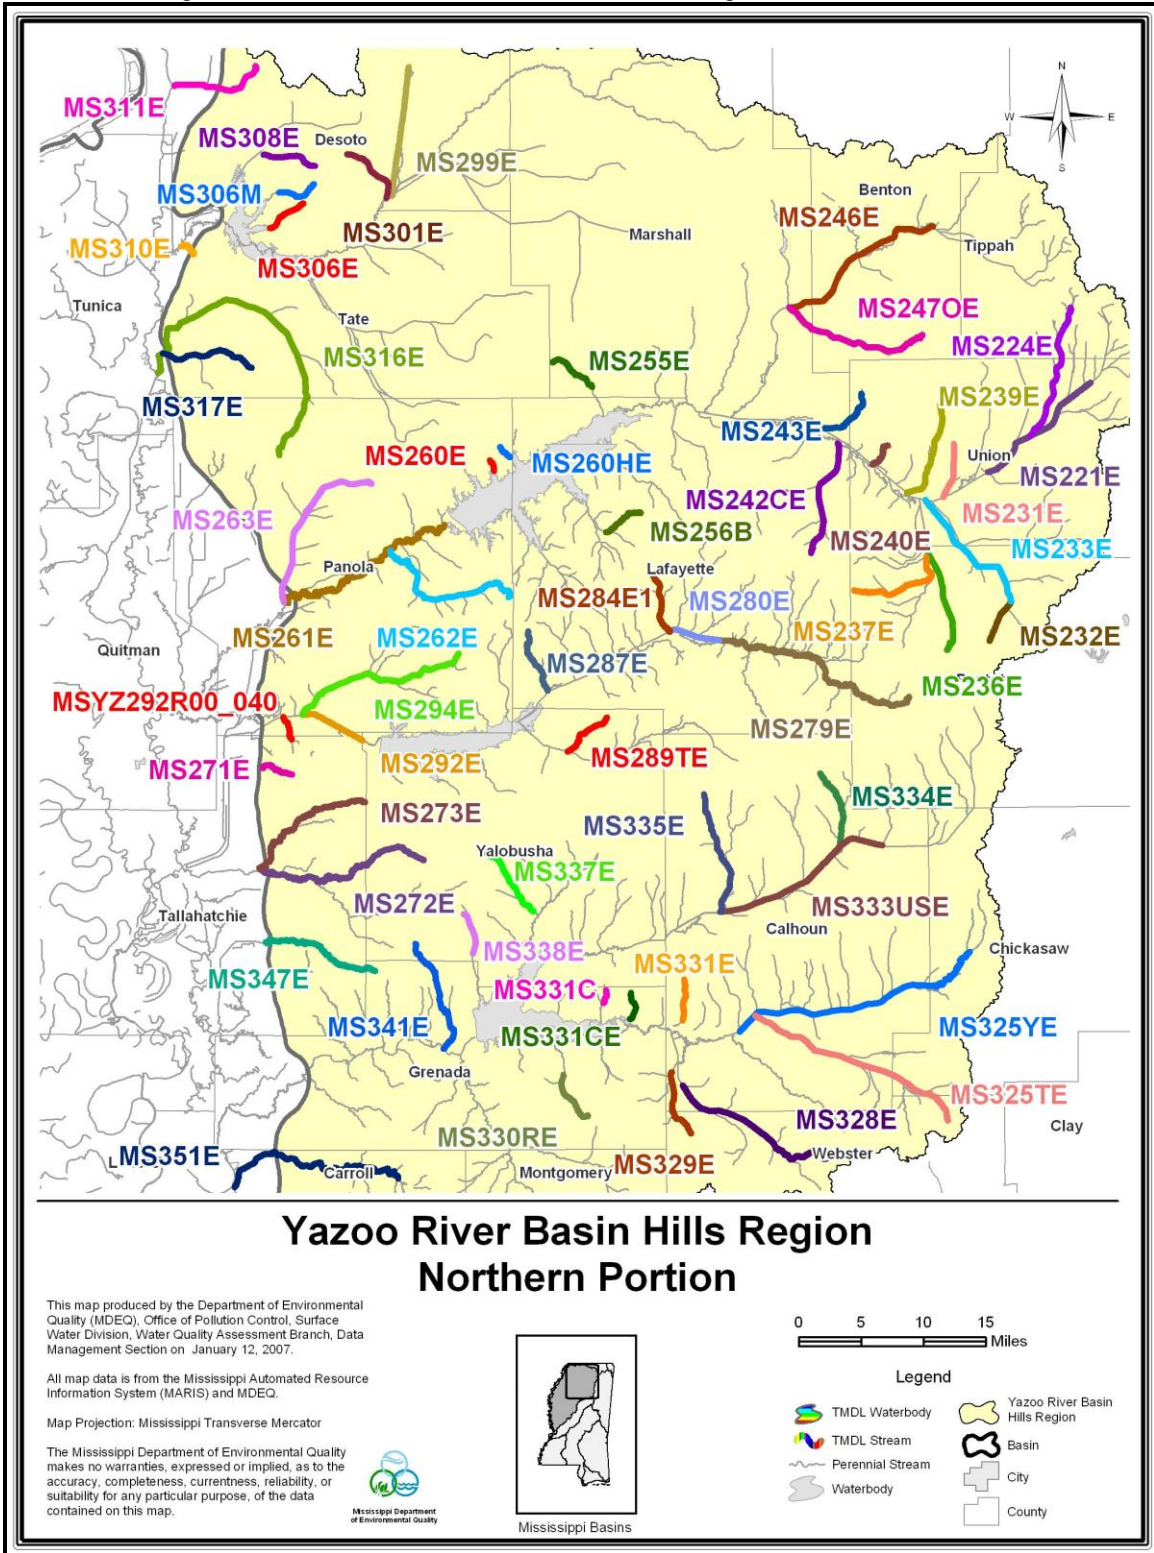 N
W
E
S
MS311E
MS308E
Desoto
MS299E
MS306M
Benton
MS246E
MS301E
Marshall
Tippah
MS310E
MS306E
Tunica
MS247OE
Tate
MS224E
MS316E
MS255E
MS317E
MS239E
MS243E
MS260E
MS260HE
Union
MS221E
MS242CE
MS263E
MS256B
MS231E
MS240E
MS233E
Panola
Lafayette
MS284E1
MS280E
MS261E
MS262E
MS237E
MS232E
Quitman
MS287E
MS236E
MSYZ292R00_040
MS294E
MS279E
MS292E
MS289TE
MS271E
MS273E
MS334E
MS335E
Yalobusha
MS337E
MS272E
MS333USE
Tallahatchie
Calhoun
Chickasaw
MS338E
MS331E
MS347E
MS331C
MS341E
MS331CE
MS325YE
Grenada
MS325TE
MS328E
Clay
MS330RE
MS351E
MS329E
Webster
L
Carroll
Montgomery
Yazoo River Basin Hills Region
Northern Portion
This map produced by the Department of Environmental
Quality (MDEQ), Office of Pollution Control, Surface
Water Division, Water Quality Assessment Branch, Data
Management Section on January 12, 2007.
All map data is from the Mississippi Automated Resource
Information System (MARIS) and MDEQ.
Map Projection: Mississippi Transverse Mercator
The Mississippi Department of Environmental Quality
makes no warranties, expressed or implied, as to the
accuracy, completeness, currentness, reliability, or
suitability for any particular purpose, of the data
contained on this map.
Mississippi Department
of Environmental Quality
Mississippi Basins
0 5 10 15
Miles
Legend
TMDL Waterbody
TMDL Stream
Perennial Stream
Waterbody
Yazoo River Basin
Hills Region
Basin
City
County